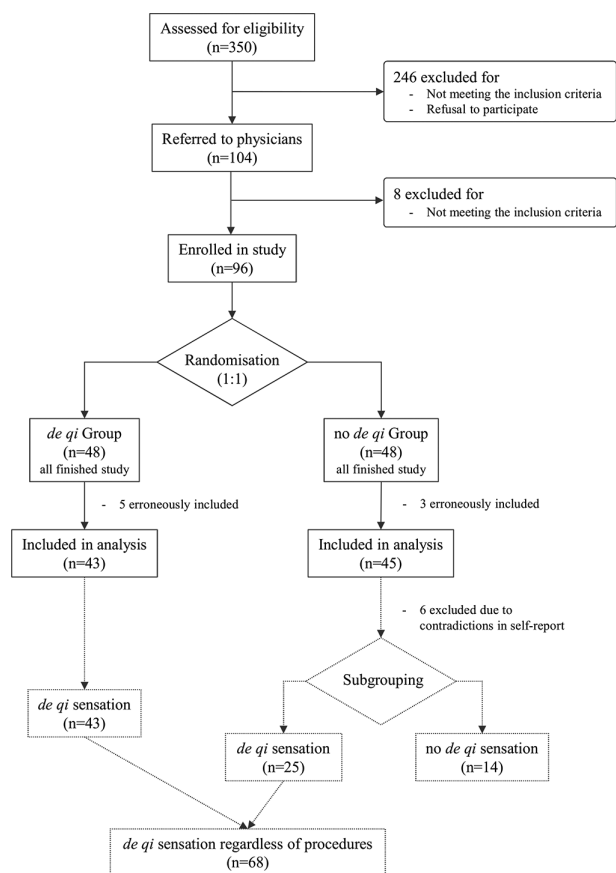 Assessed for eligibility
(n=350)
246 excluded for
- Not meeting the inclusion criteria
- Refusal to participate
Referred to physicians
(n=104)
8 excluded for
- Not meeting the inclusion criteria
Enrolled in study
(n=96)
Randomisation
(1:1)
de qi Group
(n=48)
all finished study
no de qi Group
(n=48)
all finished study
- 5 erroneously included
- 3 erroneously included
Included in analysis
(n=43)
Included in analysis
(n=45)
- 6 excluded due to
contradictions in self-report
Subgrouping
de qi sensation
(n=43)
de qi sensation
(n=25)
no de qi sensation
(n=14)
de qi sensation regardless of procedures
(n=68)